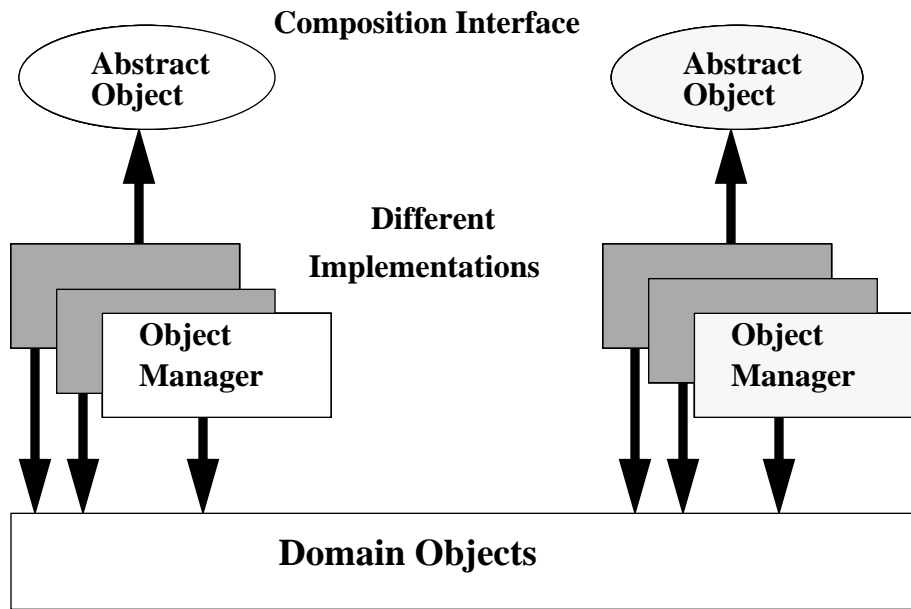 Composition Interface
Abstract
Object
Abstract
Object
Different
Implementations
Object
Manager
Object
Manager
Domain Objects